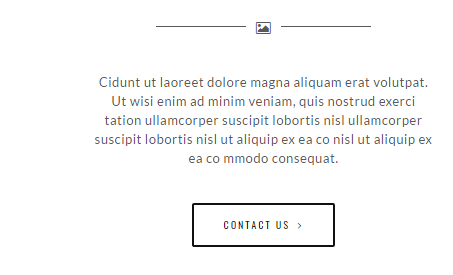 Cidunt ut laoreet dolore magna aliquam erat volutpat.
Ut wisi enim ad minim veniam, quis nostrud exerci
tation ullamcorper suscipit lobortis nisl ullamcorper
suscipit lobortis nisl ut aliquip ex ea co nisl ut aliquip ex
ea co mmodo consequat.
CONTACT US >